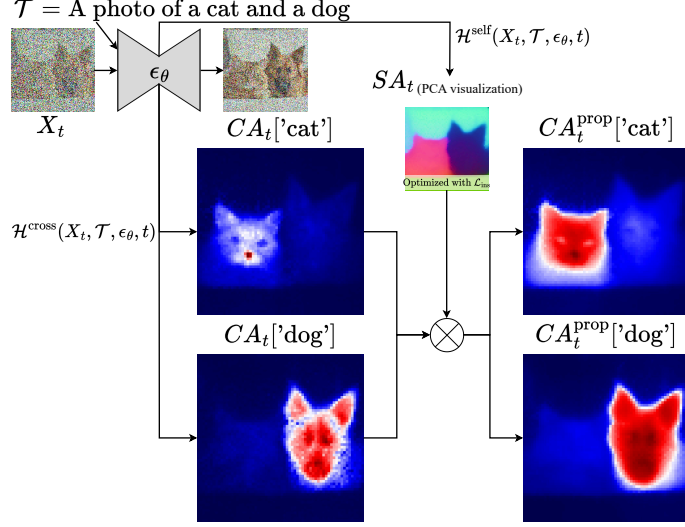 𝒯 = A photo of a cat and a dog
ϵ_θ
ℋ^self(X_t, 𝒯, ϵ_θ, t)
SA_t (PCA visualization)
X_t
CA_t['cat']
CA_t^prop['cat']
Optimized with ℒ_ins
ℋ^cross(X_t, 𝒯, ϵ_θ, t)
CA_t['dog']
CA_t^prop['dog']